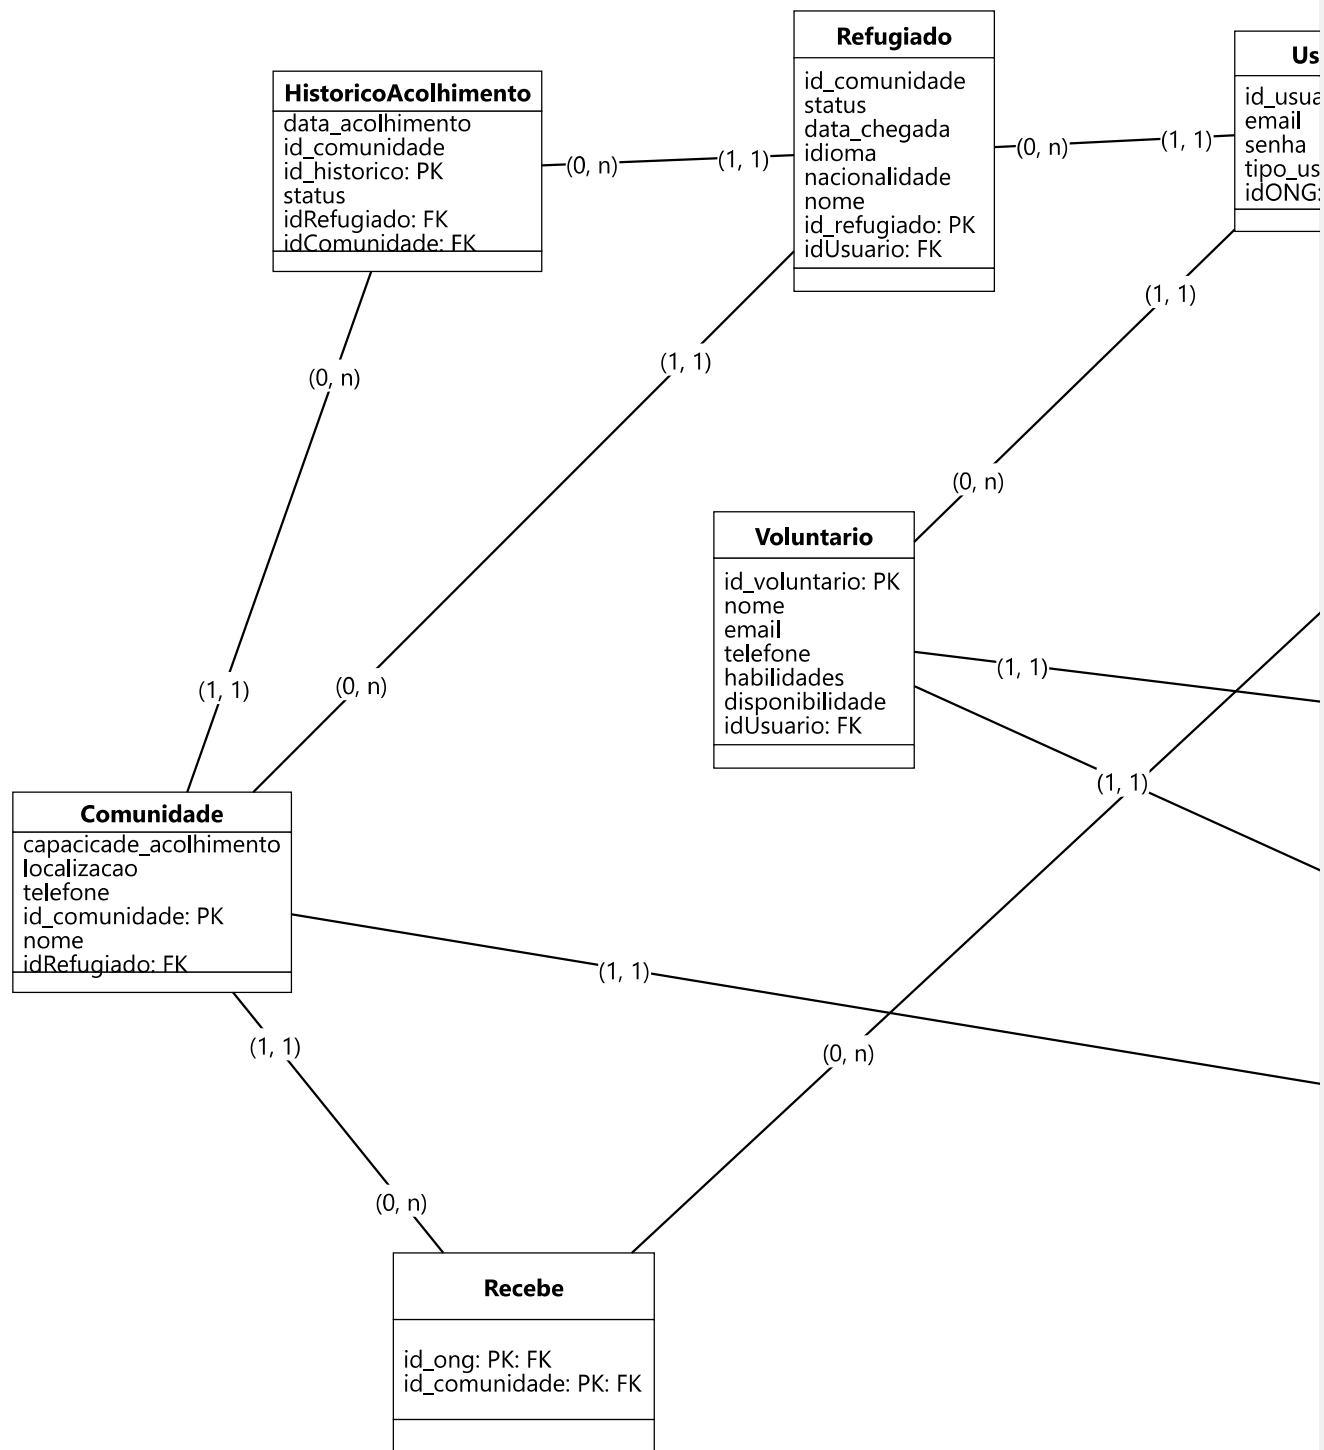 Refugiado
id_comunidade
status
data_chegada
idioma
nacionalidade
nome
id_refugiado: PK
idUsuario: FK
HistoricoAcolhimento
data_acolhimento
id_comunidade
id_historico: PK
status
idRefugiado: FK
idComunidade: FK
(0, n)
(1, 1)
(0, n)
(1, 1)
Us
id_usua
email
senha
tipo_us
idONG:
(1, 1)
(1, 1)
(0, n)
(0, n)
Voluntario
id_voluntario: PK
nome
email
telefone
habilidades
disponibilidade
idUsuario: FK
(1, 1)
(0, n)
(1, 1)
(1, 1)
Comunidade
capacicade_acolhimento
localizacao
telefone
id_comunidade: PK
nome
idRefugiado: FK
(1, 1)
(1, 1)
(0, n)
(0, n)
Recebe
id_ong: PK: FK
id_comunidade: PK: FK